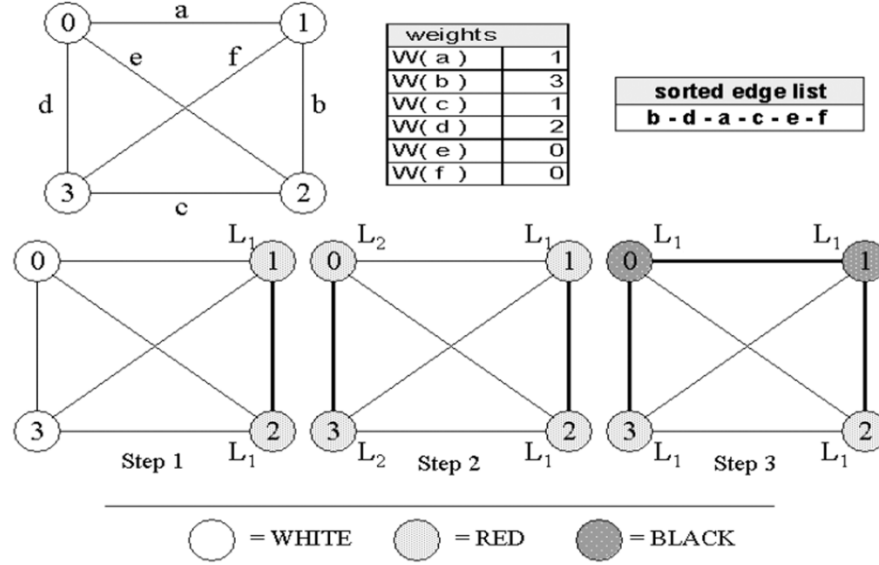 0 a 1
e f
d b
3 c 2
weights
W( a ) 1
W( b ) 3
W( c ) 1
W( d ) 2
W( e ) 0
W( f ) 0
sorted edge list
b - d - a - c - e - f
L1 L2 L1 L1 L1
0 1 0 1 0 1
3 2 3 2 3 2
L1 L2 L1 L1 L1
Step 1 Step 2 Step 3
= WHITE = RED = BLACK